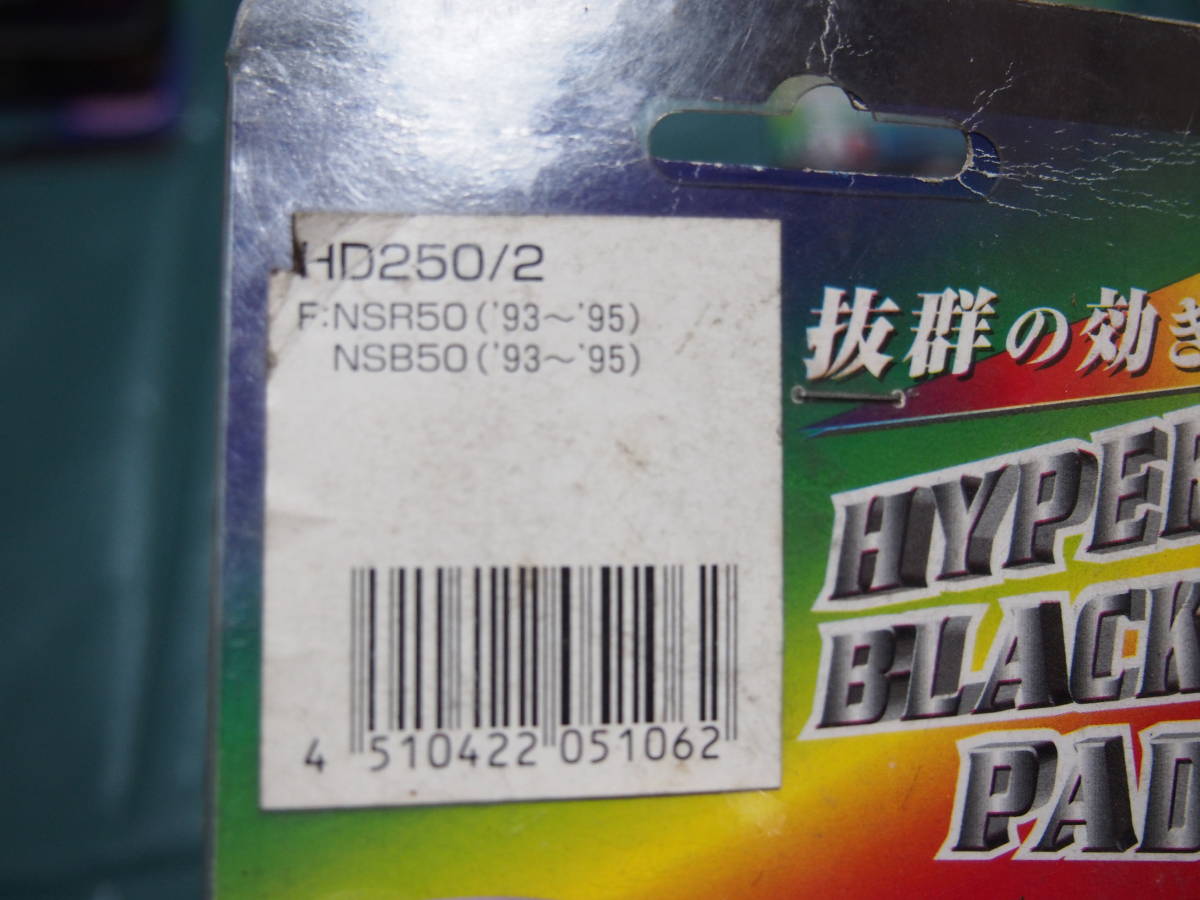 HD250/2
F:NSR50('93~'95)
NSB50('93~'95)
4 510422 051062
抜群の効き
HYPER
BLACK
PAD